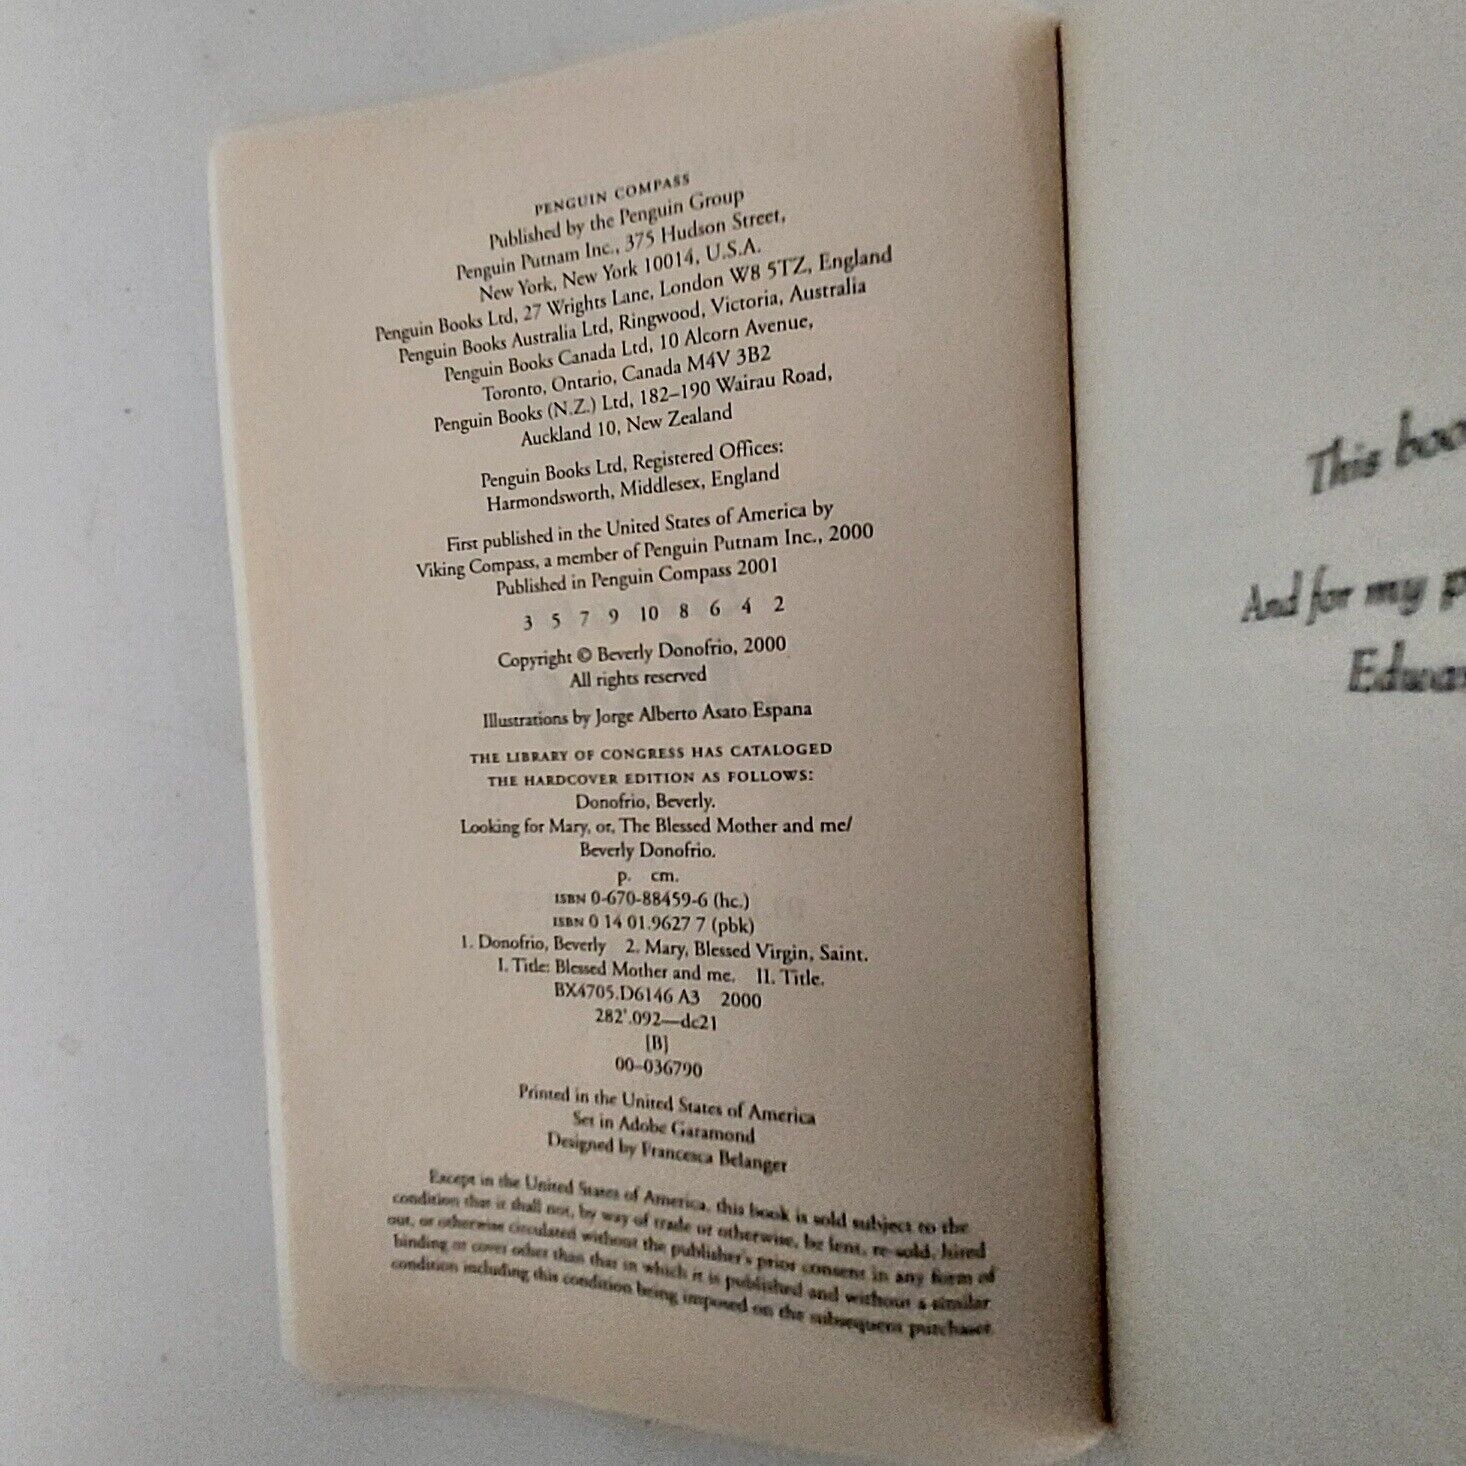 PENGUIN COMPASS
Published by the Penguin Group
Penguin Putnam Inc., 375 Hudson Street,
New York, New York 10014, U.S.A.
Penguin Books Ltd, 27 Wrights Lane, London W8 5TZ, England
Penguin Books Australia Ltd, Ringwood, Victoria, Australia
Penguin Books Canada Ltd, 10 Alcorn Avenue,
Toronto, Ontario, Canada M4V 3B2
Penguin Books (N.Z.) Ltd, 182–190 Wairau Road,
Auckland 10, New Zealand
Penguin Books Ltd, Registered Offices:
Harmondsworth, Middlesex, England
First published in the United States of America by
Viking Compass, a member of Penguin Putnam Inc., 2000
Published in Penguin Compass 2001
3 5 7 9 10 8 6 4 2
Copyright © Beverly Donofrio, 2000
All rights reserved
Illustrations by Jorge Alberto Asato Espana
THE LIBRARY OF CONGRESS HAS CATALOGED
THE HARDCOVER EDITION AS FOLLOWS:
Donofrio, Beverly.
Looking for Mary, or, The Blessed Mother and me/
Beverly Donofrio.
p. cm.
ISBN 0-670-88459-6 (hc.)
ISBN 0 14 01.9627 7 (pbk)
1. Donofrio, Beverly 2. Mary, Blessed Virgin, Saint.
I. Title: Blessed Mother and me. II. Title.
BX4705.D6146 A3 2000
282'.092—dc21
[B]
00-036790
Printed in the United States of America
Set in Adobe Garamond
Designed by Francesca Belanger
Except in the United States of America, this book is sold subject to the
condition that it shall not, by way of trade or otherwise, be lent, re-sold, hired
out, or otherwise circulated without the publisher's prior consent in any form of
binding or cover other than that in which it is published and without a similar
condition including this condition being imposed on the subsequent purchaser.
This
And for my